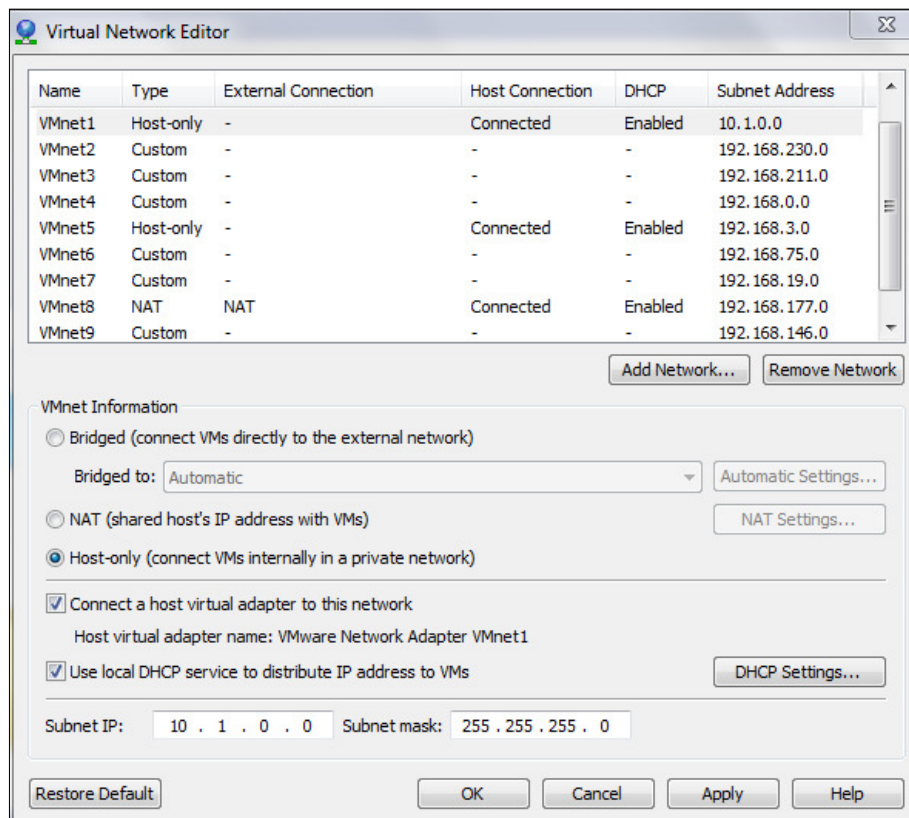 Virtual Network Editor
Name Type External Connection Host Connection DHCP Subnet Address
VMnet1 Host-only - Connected Enabled 10.1.0.0
VMnet2 Custom - - - 192.168.230.0
VMnet3 Custom - - - 192.168.211.0
VMnet4 Custom - - - 192.168.0.0
VMnet5 Host-only - Connected Enabled 192.168.3.0
VMnet6 Custom - - - 192.168.75.0
VMnet7 Custom - - - 192.168.19.0
VMnet8 NAT NAT Connected Enabled 192.168.177.0
VMnet9 Custom - - - 192.168.146.0
Add Network... Remove Network
VMnet Information
Bridged (connect VMs directly to the external network)
Bridged to: Automatic Automatic Settings...
NAT (shared host's IP address with VMs) NAT Settings...
Host-only (connect VMs internally in a private network)
Connect a host virtual adapter to this network
Host virtual adapter name: VMware Network Adapter VMnet1
Use local DHCP service to distribute IP address to VMs DHCP Settings...
Subnet IP: 10 . 1 . 0 . 0 Subnet mask: 255 . 255 . 255 . 0
Restore Default OK Cancel Apply Help